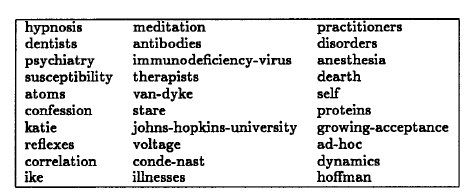 hypnosis meditation practitioners
dentists antibodies disorders
psychiatry immunodeficiency-virus anesthesia
susceptibility therapists dearth
atoms van-dyke self
confession stare proteins
katie johns-hopkins-university growing-acceptance
reflexes voltage ad-hoc
correlation conde-nast dynamics
ike illnesses hoffman